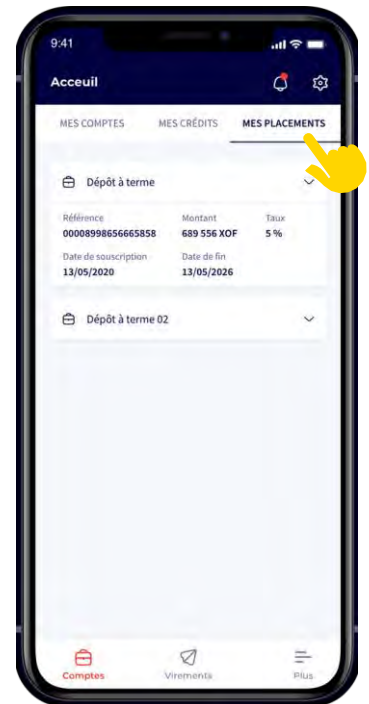 9:41
Acceuil
MES COMPTES MES CRÉDITS MES PLACEMENTS
Dépôt à terme
Référence Montant Taux
00008998656665858 689 556 XOF 5 %
Date de souscription Date de fin
13/05/2020 13/05/2026
Dépôt à terme 02
Comptes Virements Plus